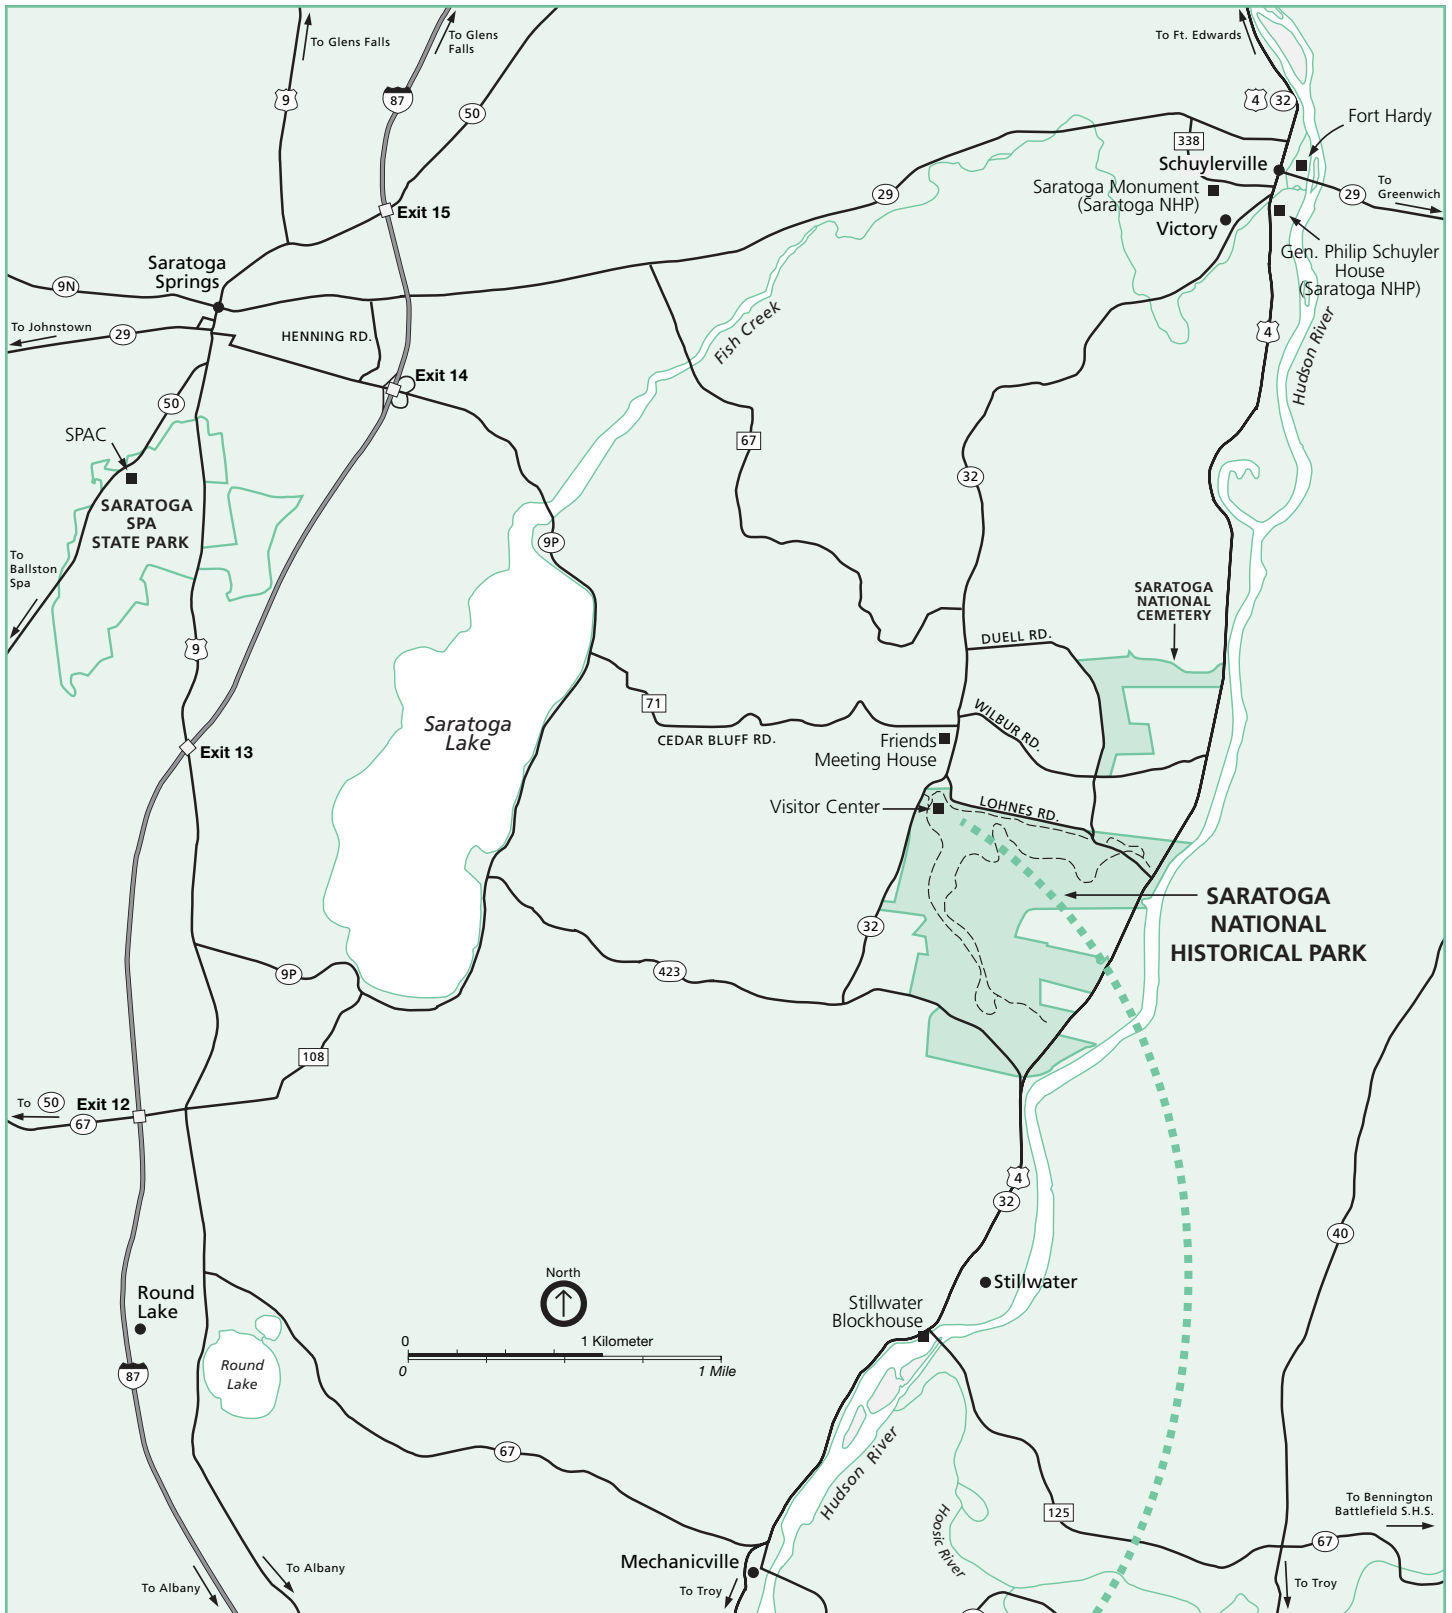 To Glens Falls
To Glens
Falls
To Ft. Edwards
9
87
50
4
32
Fort Hardy
338
Schuylerville
Saratoga Monument
(Saratoga NHP)
29
29
To
Greenwich
Exit 15
Victory
Gen. Philip Schuyler
House
(Saratoga NHP)
Saratoga
Springs
9N
To Johnstown
29
HENNING RD.
Fish Creek
4
Hudson River
Exit 14
50
SPAC
67
32
SARATOGA
SPA
STATE PARK
9P
To
Ballston
Spa
SARATOGA
NATIONAL
CEMETERY
9
DUELL RD.
71
Saratoga
Lake
WILBUR RD.
CEDAR BLUFF RD.
Friends
Meeting House
Exit 13
Visitor Center
LOHNES RD.
SARATOGA
NATIONAL
HISTORICAL PARK
32
9P
423
108
To 50
Exit 12
67
4
32
40
North
Stillwater
Round
Lake
Stillwater
Blockhouse
0
1 Kilometer
0
1 Mile
Round
Lake
87
67
Hudson River
To Bennington
Battlefield S.H.S.
125
Hoosic River
67
Mechanicville
To Albany
To Albany
To Troy
To Troy